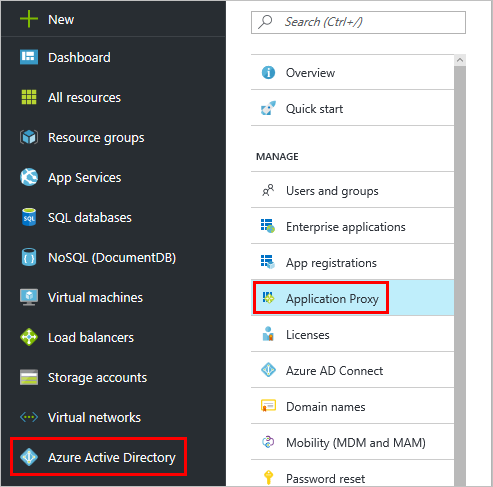 New
Dashboard
All resources
Resource groups
App Services
SQL databases
NoSQL (DocumentDB)
Virtual machines
Load balancers
Storage accounts
Virtual networks
Azure Active Directory
Search (Ctrl+/)
Overview
Quick start
MANAGE
Users and groups
Enterprise applications
App registrations
Application Proxy
Licenses
Azure AD Connect
Domain names
Mobility (MDM and MAM)
Password reset